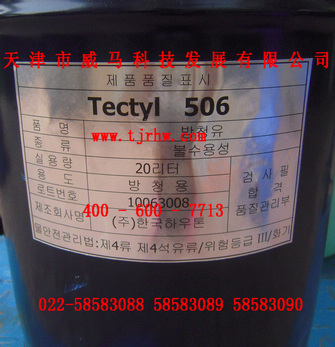 天津市威马科技发展有限公司
제품품질표시
Tectyl 506
품명 방청유
www.tjrhw.com
종류 불수용성
실용량 20리터
용도 방청용
검사필 합격 품질관리부
로트번호 10063008
400-600-7713
제조회사명 (주)한국하우톤
물안전관리법:제4류 제4석유류/위험등급 III/화기
022-58583088 58583089 58583090